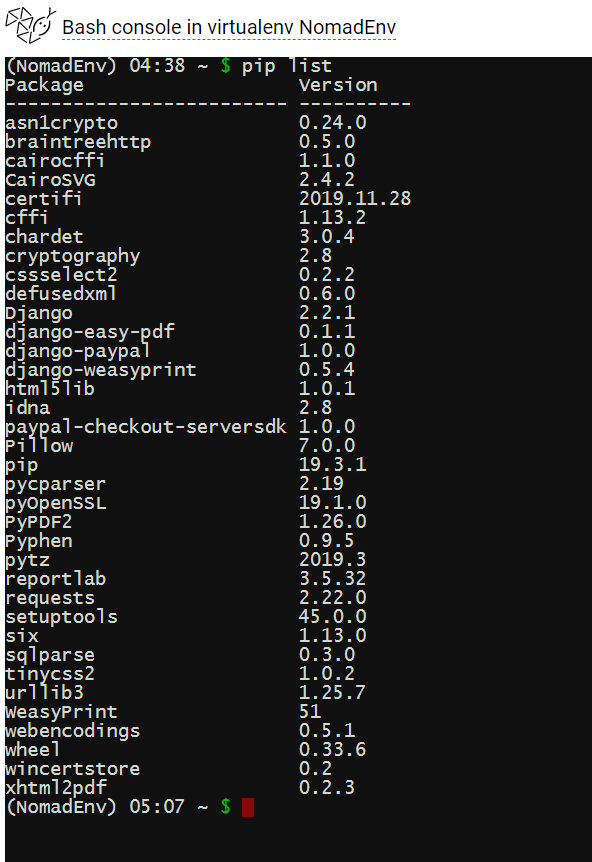 Bash console in virtualenv NomadEnv
(NomadEnv) 04:38 ~ $ pip list
Package                  Version
------------------------ ----------
asn1crypto               0.24.0
braintreehttp            0.5.0
cairocffi                1.1.0
CairoSVG                 2.4.2
certifi                  2019.11.28
cffi                     1.13.2
chardet                  3.0.4
cryptography             2.8
cssselect2               0.2.2
defusedxml               0.6.0
Django                   2.2.1
django-easy-pdf          0.1.1
django-paypal            1.0.0
django-weasyprint        0.5.4
html5lib                 1.0.1
idna                     2.8
paypal-checkout-serversdk 1.0.0
Pillow                   7.0.0
pip                      19.3.1
pycparser                2.19
pyOpenSSL                19.1.0
PyPDF2                   1.26.0
Pyphen                   0.9.5
pytz                     2019.3
reportlab                3.5.32
requests                 2.22.0
setuptools               45.0.0
six                      1.13.0
sqlparse                 0.3.0
tinycss2                 1.0.2
urllib3                  1.25.7
WeasyPrint               51
webencodings             0.5.1
wheel                    0.33.6
wincertstore             0.2
xhtml2pdf                0.2.3
(NomadEnv) 05:07 ~ $